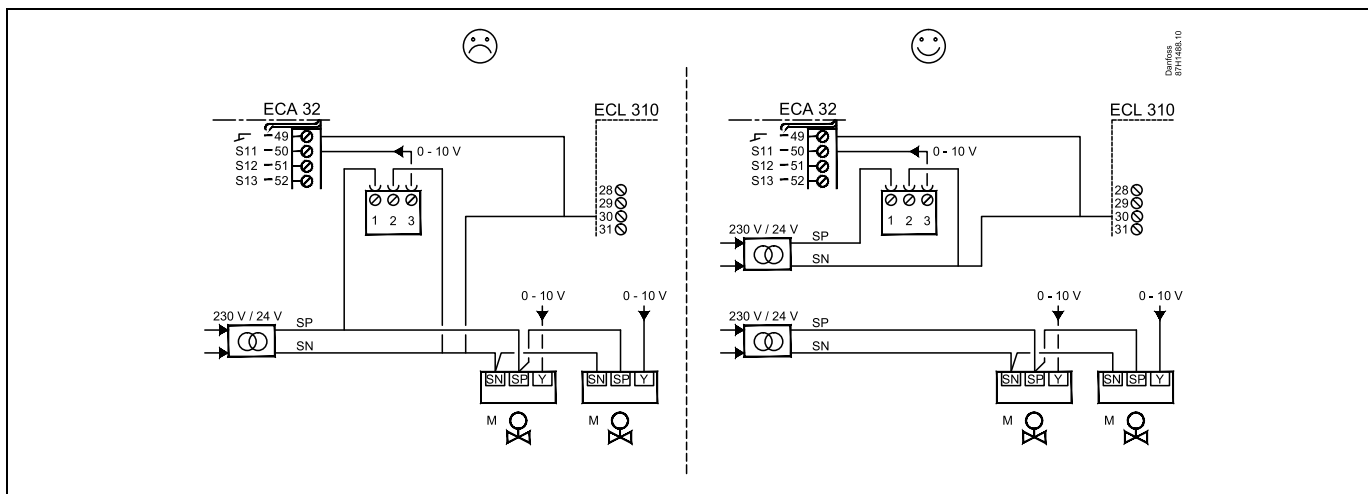 ECA 32
ECL 310
49
S11 50
S12 51
S13 52
0 - 10 V
28
29
30
31
1 2 3
0 - 10 V
0 - 10 V
230 V / 24 V
SP
SN
SN SP Y
SN SP Y
M
M
Danfoss
87H1488.10
ECA 32
ECL 310
49
S11 50
S12 51
S13 52
0 - 10 V
28
29
30
31
1 2 3
230 V / 24 V
SP
SN
0 - 10 V
0 - 10 V
230 V / 24 V
SP
SN
SN SP Y
SN SP Y
M
M